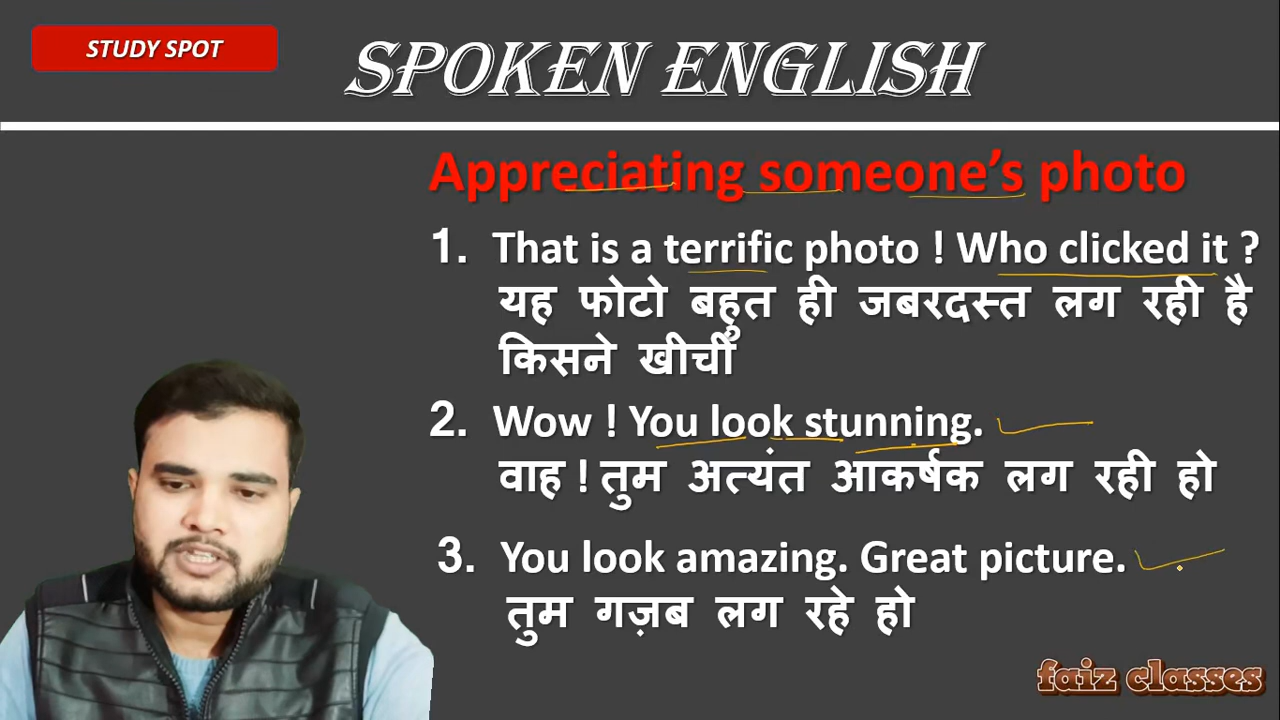 STUDY SPOT
SPOKEN ENGLISH
Appreciating someone’s photo
1. That is a terrific photo ! Who clicked it ?
यह फोटो बहुत ही जबरदस्त लग रही है
किसने खीचीं
2. Wow ! You look stunning.
वाह ! तुम अत्यंत आकर्षक लग रही हो
3. You look amazing. Great picture.
तुम गज़ब लग रहे हो
faiz classes